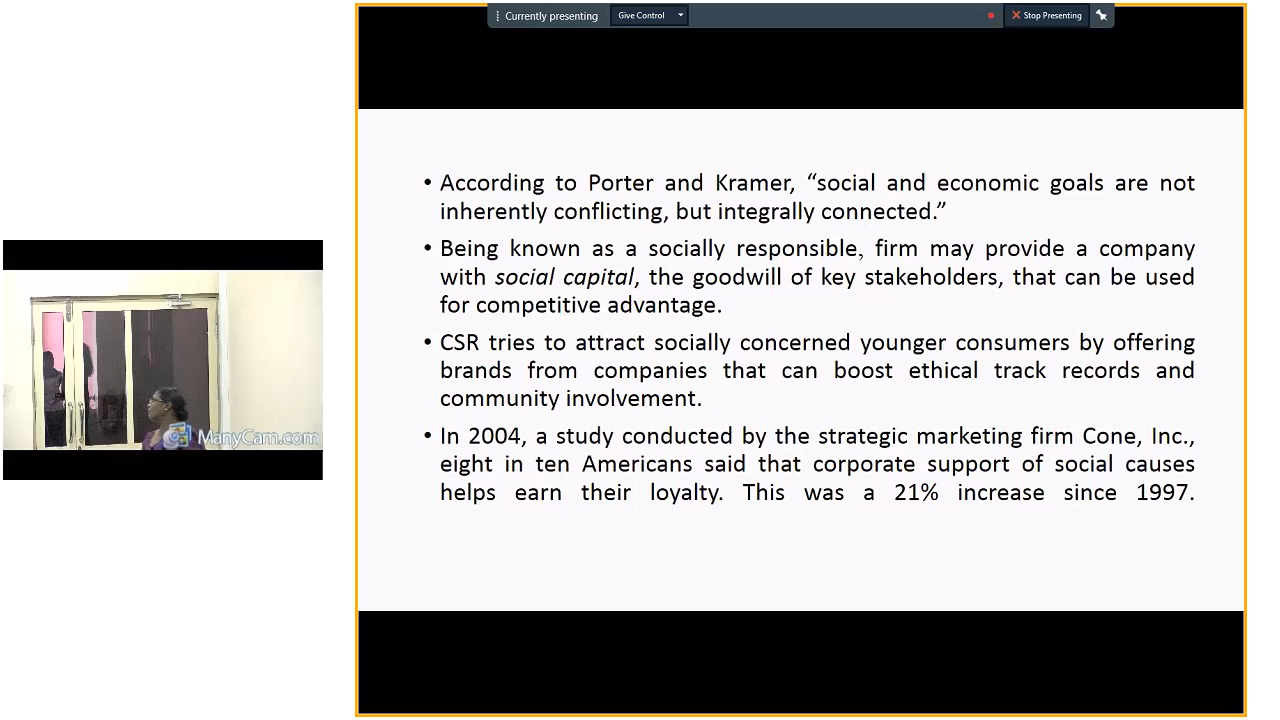 Currently presenting
Give Control
Stop Presenting
• According to Porter and Kramer, “social and economic goals are not
inherently conflicting, but integrally connected.”
• Being known as a socially responsible, firm may provide a company
with social capital, the goodwill of key stakeholders, that can be used
for competitive advantage.
• CSR tries to attract socially concerned younger consumers by offering
brands from companies that can boost ethical track records and
community involvement.
• In 2004, a study conducted by the strategic marketing firm Cone, Inc.,
eight in ten Americans said that corporate support of social causes
helps earn their loyalty. This was a 21% increase since 1997.
ManyCam.com